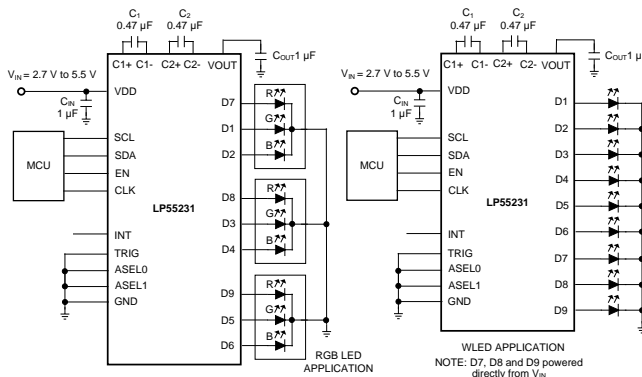 C1
0.47 µF
C2
0.47 µF
COUT1 µF
C1+ C1- C2+ C2- VOUT
VIN = 2.7 V to 5.5 V
VDD
CIN
1 µF
MCU
SCL
SDA
EN
CLK
LP55231
INT
TRIG
ASEL0
ASEL1
GND
D7
D1
D2
R
G
B
D8
D3
D4
R
G
B
D9
D5
D6
R
G
B
RGB LED
APPLICATION
C1
0.47 µF
C2
0.47 µF
COUT1 µF
C1+ C1- C2+ C2- VOUT
VIN = 2.7 V to 5.5 V
VDD
CIN
1 µF
MCU
SCL
SDA
EN
CLK
LP55231
INT
TRIG
ASEL0
ASEL1
GND
D1
D2
D3
D4
D5
D6
D7
D8
D9
WLED APPLICATION
NOTE: D7, D8 and D9 powered
directly from VIN